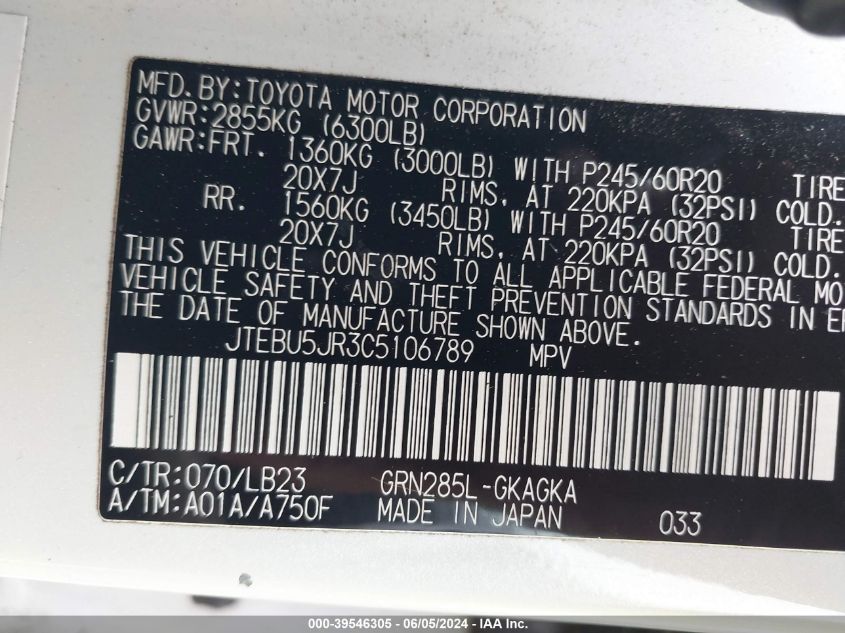 MFD. BY: TOYOTA MOTOR CORPORATION
GVWR: 2855KG (6300LB)
GAWR: FRT. 1360KG (3000LB) WITH P245/60R20 TIRE
20X7J RIMS, AT 220KPA (32PSI) COLD.
RR. 1560KG (3450LB) WITH P245/60R20 TIRE
20X7J RIMS, AT 220KPA (32PSI) COLD.
THIS VEHICLE CONFORMS TO ALL APPLICABLE FEDERAL MO
VEHICLE SAFETY AND THEFT PREVENTION STANDARDS IN E
THE DATE OF MANUFACTURE SHOWN ABOVE.
JTEBU5JR3C5106789 MPV
C/TR: 070/LB23 GRN285L-GKAGKA
A/TM: A01A/A750F MADE IN JAPAN 033
000-39546305 - 06/05/2024 - IAA Inc.